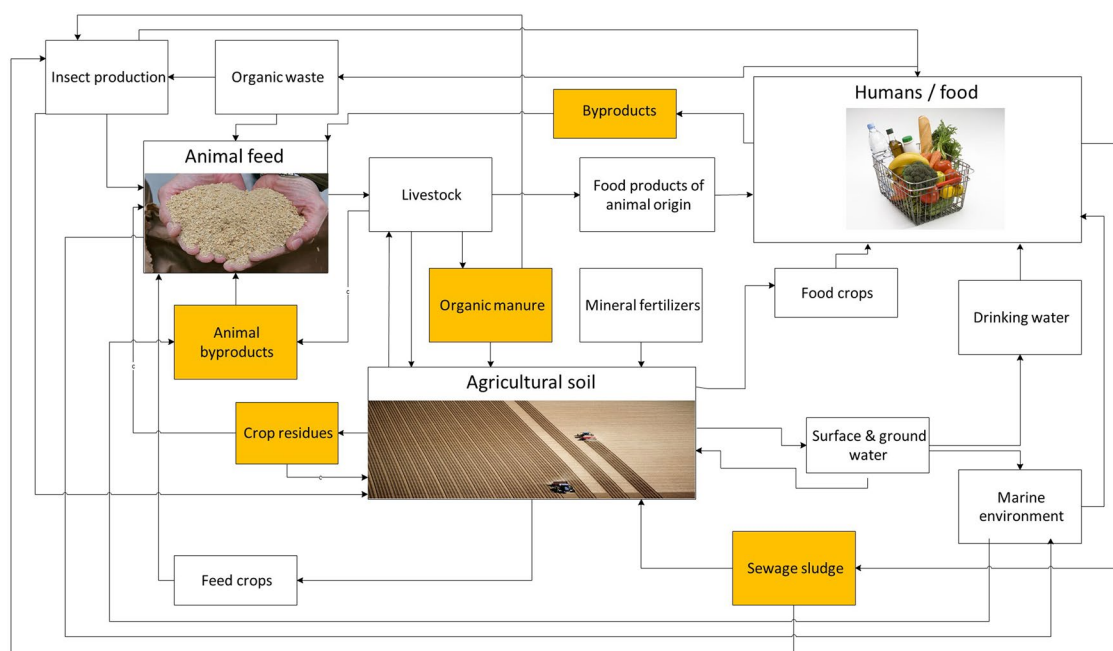 Insect production
Organic waste
Humans / food
Byproducts
Animal feed
Livestock
Food products of
animal origin
Organic manure
Mineral fertilizers
Food crops
Drinking water
Animal
byproducts
c
c
Agricultural soil
Crop residues
Surface & ground
water
c
Marine
environment
Sewage sludge
Feed crops